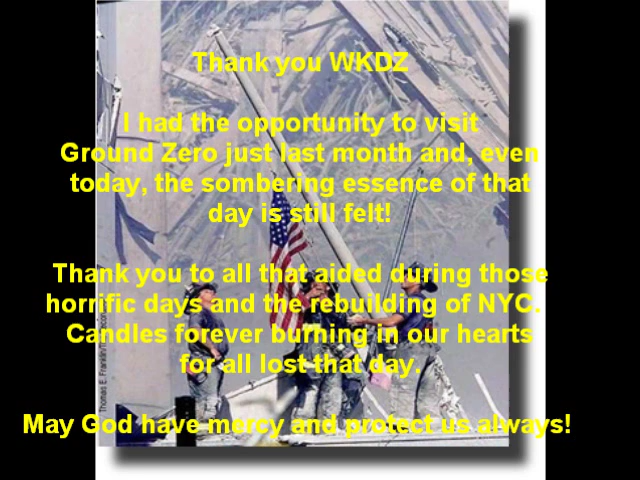 Thank you WKDZ
I had the opportunity to visit
Ground Zero just last month and, even
today, the sombering essence of that
day is still felt!
Thank you to all that aided during those
horrific days and the rebuilding of NYC.
Candles forever burning in our hearts
for all lost that day.
May God have mercy and protect us always!
Thomas E. Franklin/